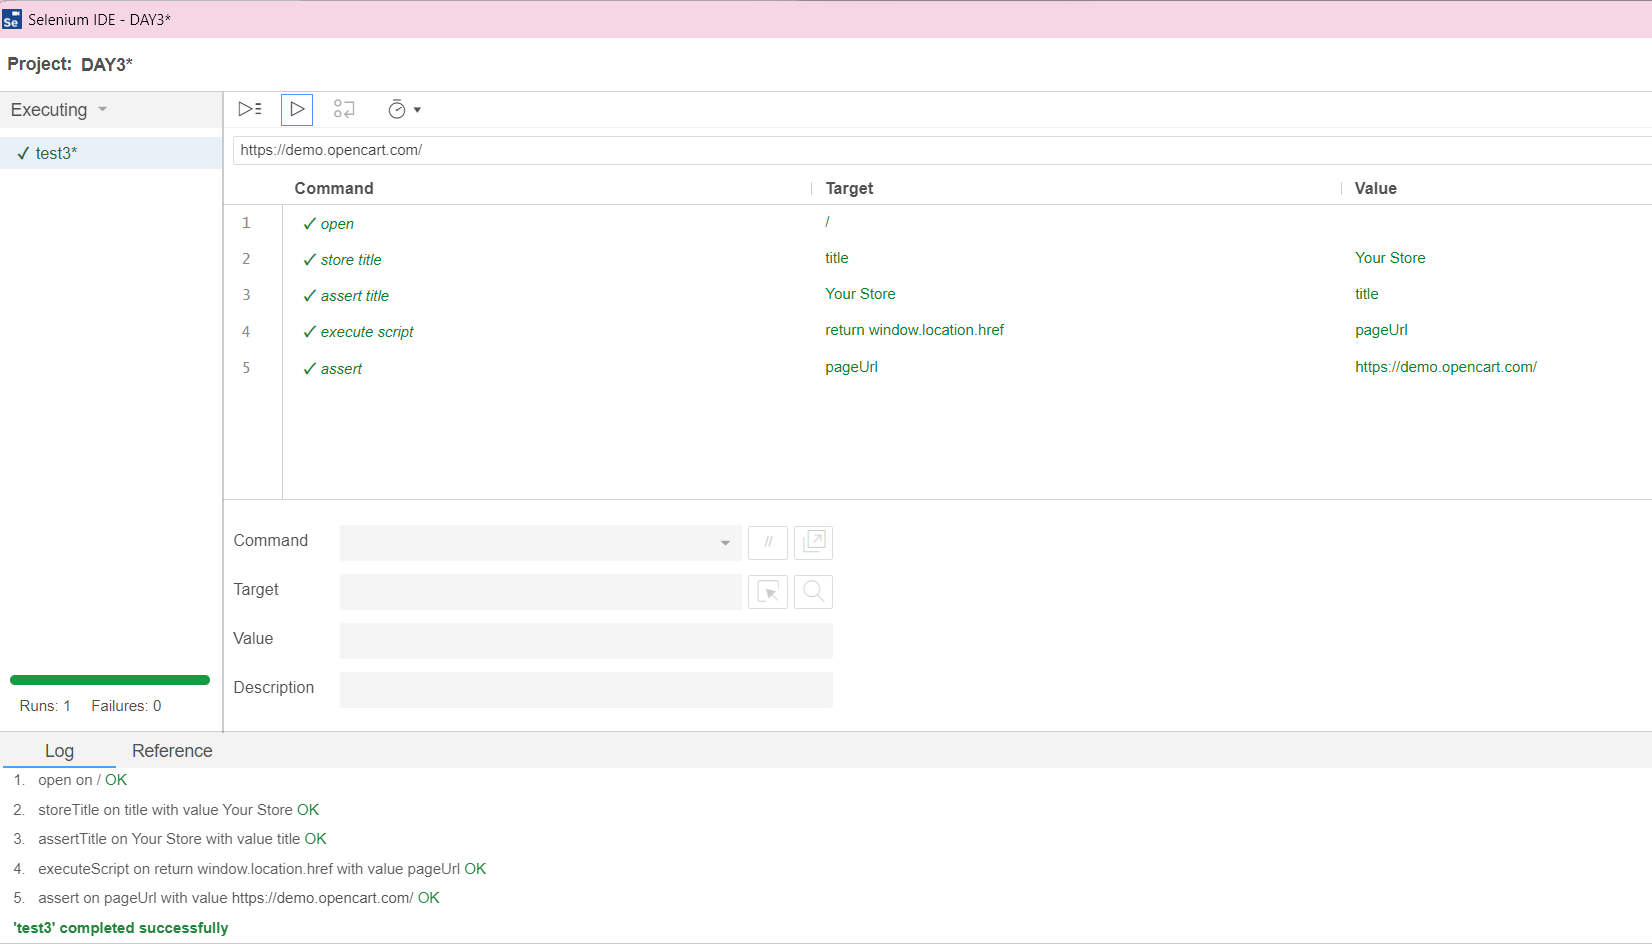 Se Selenium IDE - DAY3*
Project: DAY3*
Executing
✓ test3*
https://demo.opencart.com/
Command Target Value
1 ✓ open /
2 ✓ store title title Your Store
3 ✓ assert title Your Store title
4 ✓ execute script return window.location.href pageUrl
5 ✓ assert pageUrl https://demo.opencart.com/
Command //
Target
Value
Description
Runs: 1 Failures: 0
Log Reference
1. open on / OK
2. storeTitle on title with value Your Store OK
3. assertTitle on Your Store with value title OK
4. executeScript on return window.location.href with value pageUrl OK
5. assert on pageUrl with value https://demo.opencart.com/ OK
'test3' completed successfully